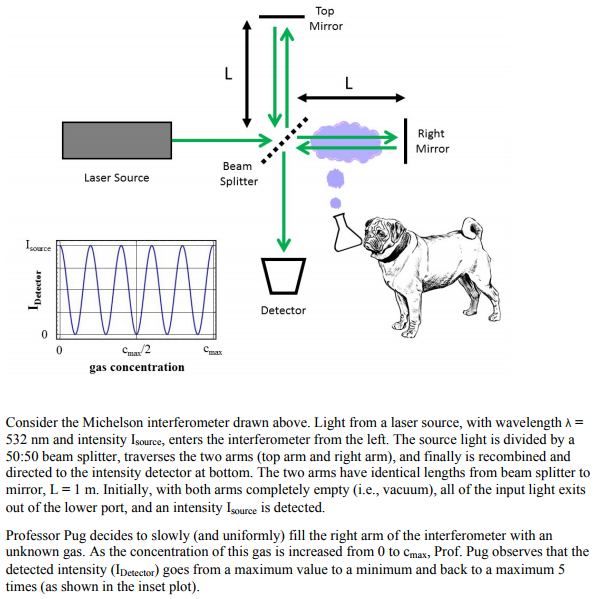 Top
Mirror
L
L
Right
Mirror
Laser Source
Beam
Splitter
Detector
Isource
IDetecter
0
0
cmax/2
cmax
gas concentration
Consider the Michelson interferometer drawn above. Light from a laser source, with wavelength λ =
532 nm and intensity Isource, enters the interferometer from the left. The source light is divided by a
50:50 beam splitter, traverses the two arms (top arm and right arm), and finally is recombined and
directed to the intensity detector at bottom. The two arms have identical lengths from beam splitter to
mirror, L = 1 m. Initially, with both arms completely empty (i.e., vacuum), all of the input light exits
out of the lower port, and an intensity Isource is detected.
Professor Pug decides to slowly (and uniformly) fill the right arm of the interferometer with an
unknown gas. As the concentration of this gas is increased from 0 to cmax, Prof. Pug observes that the
detected intensity (IDetector) goes from a maximum value to a minimum and back to a maximum 5
times (as shown in the inset plot).